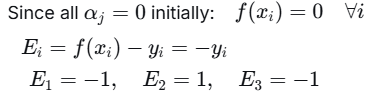 Since all αⱼ = 0 initially: f(xᵢ) = 0 ∀i
Eᵢ = f(xᵢ) − yᵢ = −yᵢ
E₁ = −1, E₂ = 1, E₃ = −1